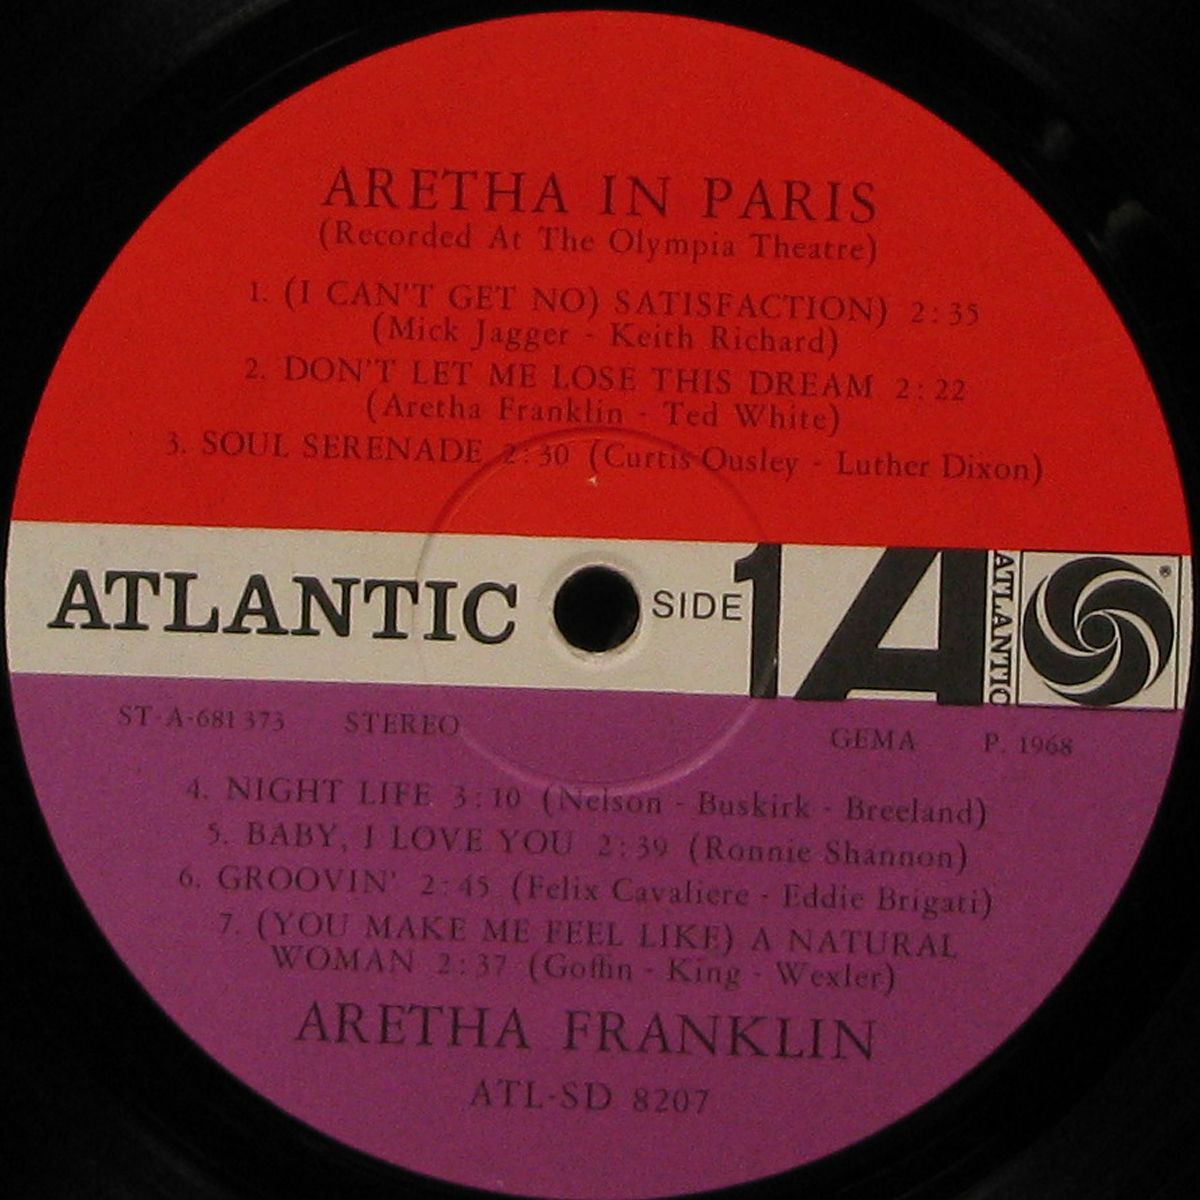 ARETHA IN PARIS
(Recorded At The Olympia Theatre)
1. (I CAN'T GET NO) SATISFACTION) 2:35
(Mick Jagger - Keith Richard)
2. DON'T LET ME LOSE THIS DREAM 2:22
(Aretha Franklin - Ted White)
3. SOUL SERENADE 2:30 (Curtis Ousley - Luther Dixon)
ATLANTIC SIDE 1 A ATLANTIC ®
ST-A-681373 STEREO GEMA P. 1968
4. NIGHT LIFE 3:10 (Nelson - Buskirk - Breeland)
5. BABY, I LOVE YOU 2:39 (Ronnie Shannon)
6. GROOVIN' 2:45 (Felix Cavaliere - Eddie Brigati)
7. (YOU MAKE ME FEEL LIKE) A NATURAL
WOMAN 2:37 (Goffin - King - Wexler)
ARETHA FRANKLIN
ATL-SD 8207